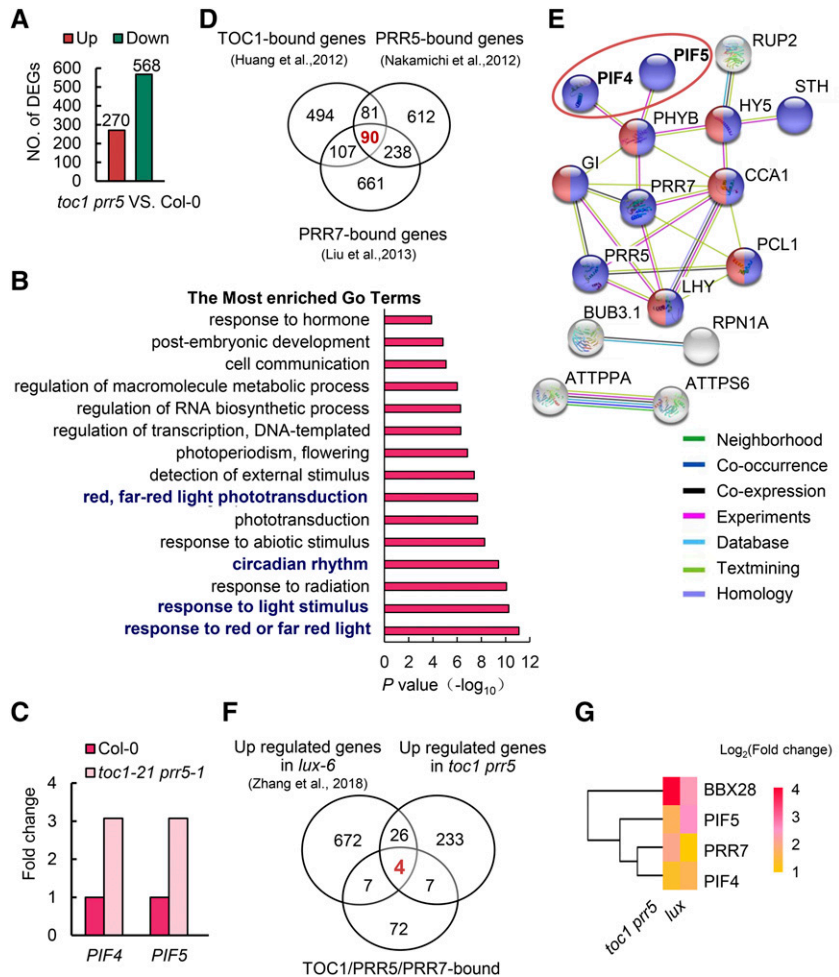 A
Up Down
NO. of DEGs
600
500
400
300
200
100
0
270
568
toc1 prr5 VS. Col-0
B
The Most enriched Go Terms
response to hormone
post-embryonic development
cell communication
regulation of macromolecule metabolic process
regulation of RNA biosynthetic process
regulation of transcription, DNA-templated
photoperiodism, flowering
detection of external stimulus
red, far-red light phototransduction
phototransduction
response to abiotic stimulus
circadian rhythm
response to radiation
response to light stimulus
response to red or far red light
0 2 4 6 8 10 12
P value (-log10)
C
Col-0
toc1-21 prr5-1
Fold change
4
3
2
1
0
PIF4 PIF5
D
TOC1-bound genes
(Huang et al.,2012)
PRR5-bound genes
(Nakamichi et al.,2012)
494 81 612
90
107 238
661
PRR7-bound genes
(Liu et al.,2013)
E
PIF4
PIF5
RUP2
STH
PHYB
HY5
GI
PRR7
CCA1
PRR5
PCL1
LHY
BUB3.1
RPN1A
ATTPPA
ATTPS6
Neighborhood
Co-occurrence
Co-expression
Experiments
Database
Textmining
Homology
F
Up regulated genes
in lux-6
(Zhang et al., 2018)
Up regulated genes
in toc1 prr5
672 26 233
4
7 7
72
TOC1/PRR5/PRR7-bound
G
Log2(Fold change)
BBX28
PIF5
PRR7
PIF4
4
3
2
1
toc1 prr5
lux